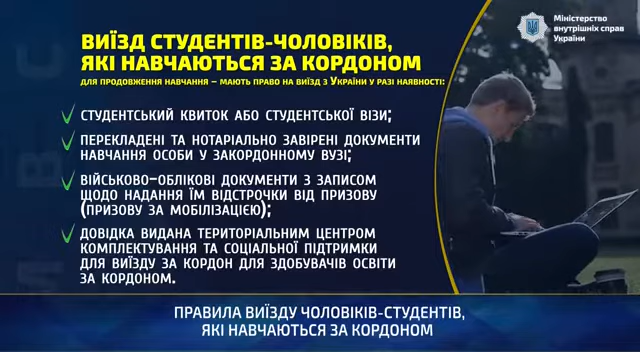 Міністерство
внутрішніх справ
України
ВИЇЗД СТУДЕНТІВ-ЧОЛОВІКІВ,
ЯКІ НАВЧАЮТЬСЯ ЗА КОРДОНОМ
ДЛЯ ПРОДОВЖЕННЯ НАВЧАННЯ – МАЮТЬ ПРАВО НА ВИЇЗД З УКРАЇНИ У РАЗІ НАЯВНОСТІ:
СТУДЕНТСЬКИЙ КВИТОК АБО СТУДЕНТСЬКОЇ ВІЗИ;
ПЕРЕКЛАДЕНІ ТА НОТАРІАЛЬНО ЗАВІРЕНІ ДОКУМЕНТИ
НАВЧАННЯ ОСОБИ У ЗАКОРДОННОМУ ВУЗІ;
ВІЙСЬКОВО-ОБЛІКОВІ ДОКУМЕНТИ З ЗАПИСОМ
ЩОДО НАДАННЯ ЇМ ВІДСТРОЧКИ ВІД ПРИЗОВУ
(ПРИЗОВУ ЗА МОБІЛІЗАЦІЄЮ);
ДОВІДКА ВИДАНА ТЕРИТОРІАЛЬНИМ ЦЕНТРОМ
КОМПЛЕКТУВАННЯ ТА СОЦІАЛЬНОЇ ПІДТРИМКИ
ДЛЯ ВИЇЗДУ ЗА КОРДОН ДЛЯ ЗДОБУВАЧІВ ОСВІТИ
ЗА КОРДОНОМ.
ПРАВИЛА ВИЇЗДУ ЧОЛОВІКІВ-СТУДЕНТІВ,
ЯКІ НАВЧАЮТЬСЯ ЗА КОРДОНОМ